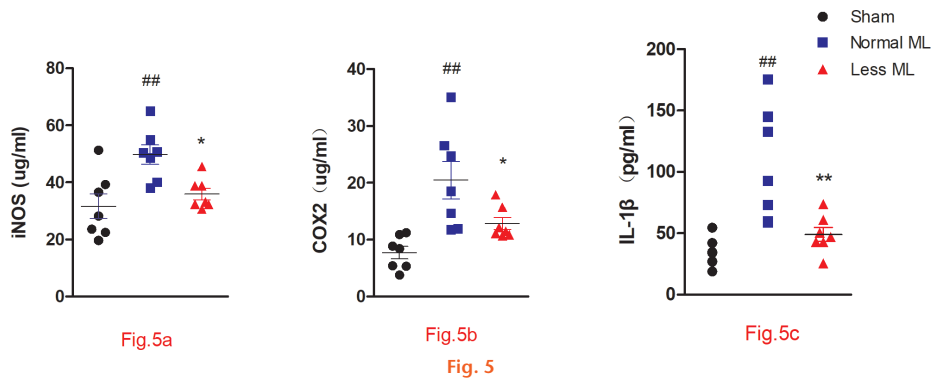 Sham
Normal ML
Less ML
80
60
40
20
0
iNOS (ug/ml)
##
*
Fig.5a
40
30
20
10
0
COX2（ug/ml）
##
*
Fig.5b
200
150
100
50
0
IL-1β（pg/ml）
##
**
Fig.5c
Fig. 5